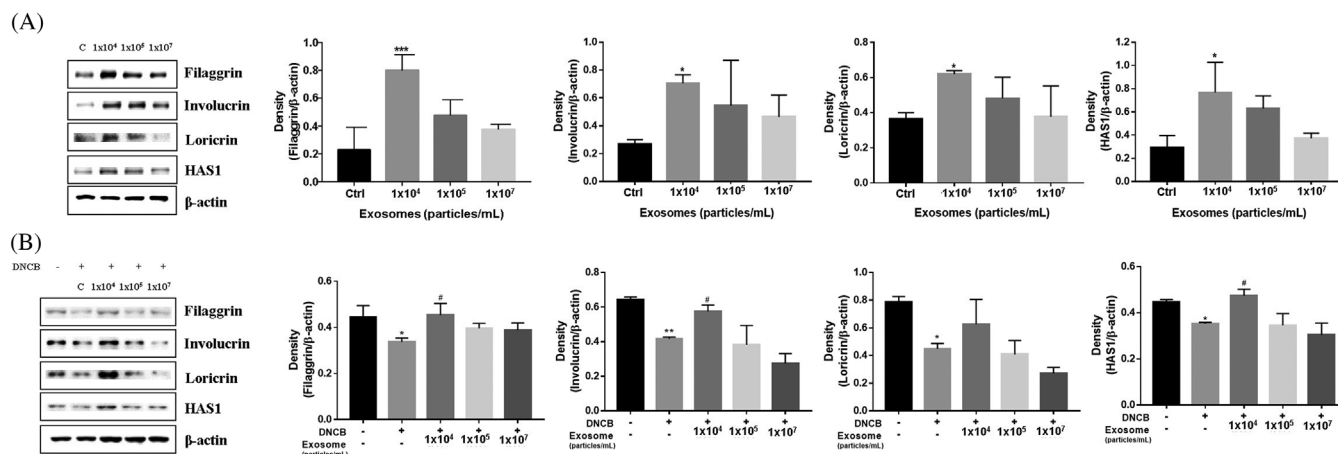 (A)
C 1x10⁴ 1x10⁵ 1x10⁷
Filaggrin
Involucrin
Loricrin
HAS1
β-actin
Density
(Filaggrin/β-actin)
1.0
0.8
0.6
0.4
0.2
0.0
***
Ctrl 1x10⁴ 1x10⁵ 1x10⁷
Exosomes (particles/mL)
Density
(Involucrin/β-actin)
1.0
0.8
0.6
0.4
0.2
0.0
*
Ctrl 1x10⁴ 1x10⁵ 1x10⁷
Exosomes (particles/mL)
Density
(Loricrin/β-actin)
0.8
0.6
0.4
0.2
0.0
*
Ctrl 1x10⁴ 1x10⁵ 1x10⁷
Exosomes (particles/mL)
Density
(HAS1/β-actin)
1.2
1.0
0.8
0.6
0.4
0.2
0.0
*
Ctrl 1x10⁴ 1x10⁵ 1x10⁷
Exosomes (particles/mL)
(B)
DNCB - + + + +
C 1x10⁴ 1x10⁵ 1x10⁷
Filaggrin
Involucrin
Loricrin
HAS1
β-actin
Density
(Filaggrin/β-actin)
0.6
0.4
0.2
0.0
* #
DNCB - + + + +
Exosome - - 1x10⁴ 1x10⁵ 1x10⁷
(particles/mL)
Density
(Involucrin/β-actin)
0.8
0.6
0.4
0.2
0.0
** #
DNCB - + + + +
Exosome - - 1x10⁴ 1x10⁵ 1x10⁷
(particles/mL)
Density
(Loricrin/β-actin)
1.0
0.8
0.6
0.4
0.2
0.0
*
DNCB - + + + +
Exosome - - 1x10⁴ 1x10⁵ 1x10⁷
(particles/mL)
Density
(HAS1/β-actin)
0.6
0.4
0.2
0.0
* #
DNCB - + + + +
Exosome - - 1x10⁴ 1x10⁵ 1x10⁷
(particles/mL)